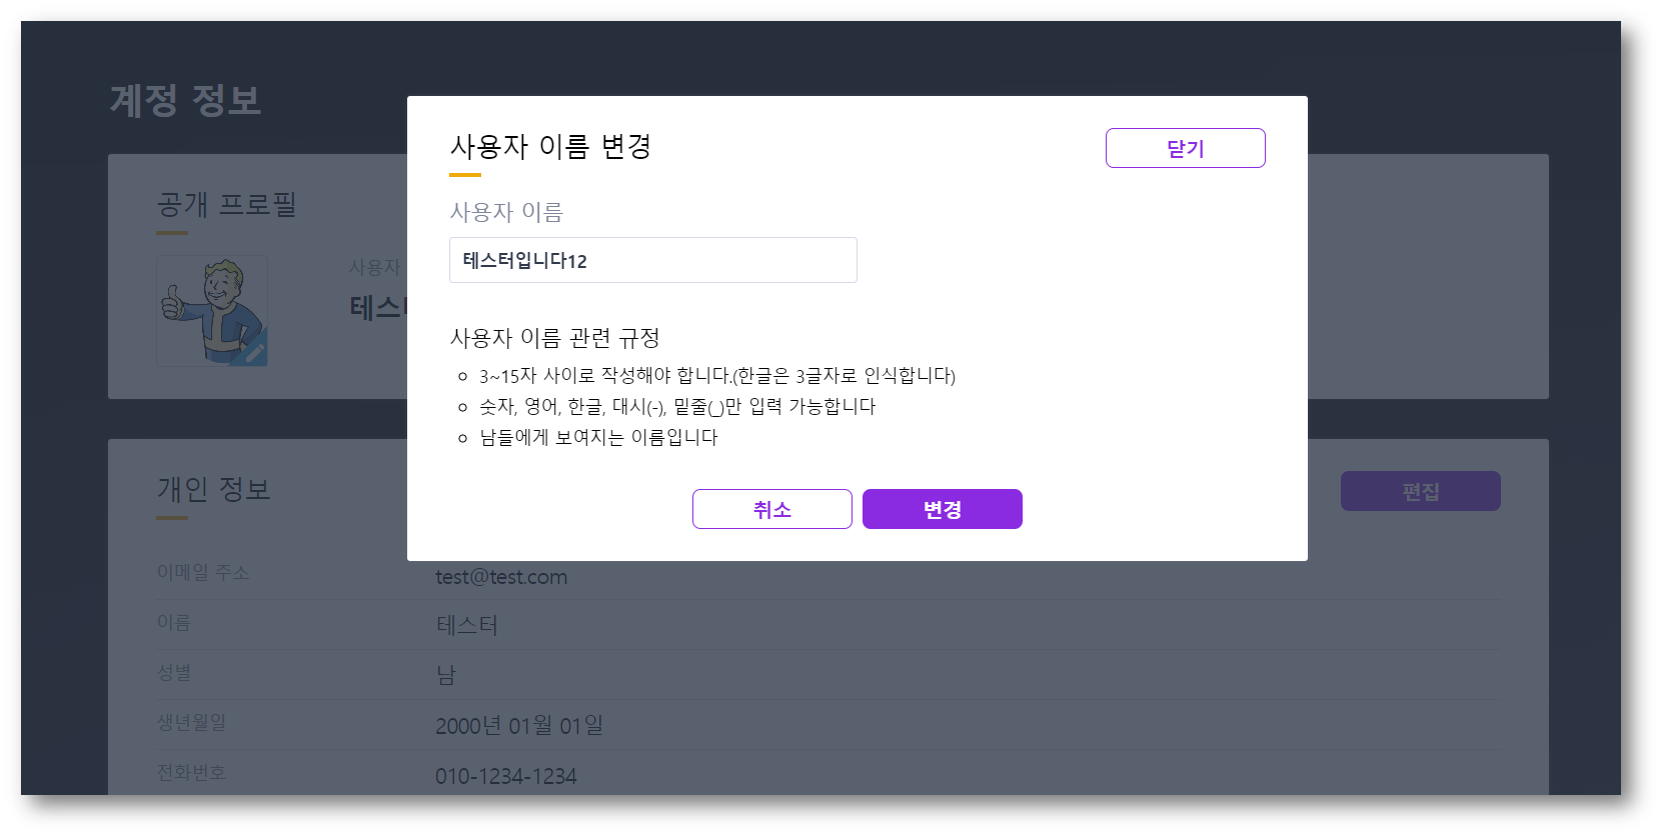 계정 정보
사용자 이름 변경
닫기
사용자 이름
테스터입니다12
사용자 이름 관련 규정
3~15자 사이로 작성해야 합니다.(한글은 3글자로 인식합니다)
숫자, 영어, 한글, 대시(-), 밑줄(_)만 입력 가능합니다
남들에게 보여지는 이름입니다
취소
변경
공개 프로필
사용자
개인 정보
편집
이메일 주소
test@test.com
이름
테스터
성별
남
생년월일
2000년 01월 01일
전화번호
010-1234-1234